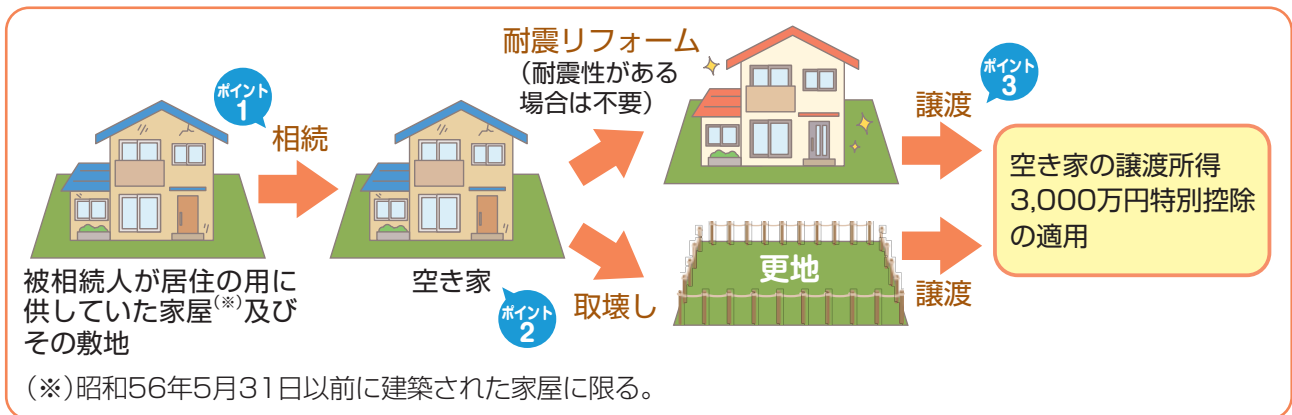 ポイント
1
相続
被相続人が居住の用に
供していた家屋(※)及び
その敷地
空き家
ポイント
2
耐震リフォーム
(耐震性がある
場合は不要)
取壊し
更地
ポイント
3
譲渡
譲渡
空き家の譲渡所得
3,000万円特別控除
の適用
(※)昭和56年5月31日以前に建築された家屋に限る。